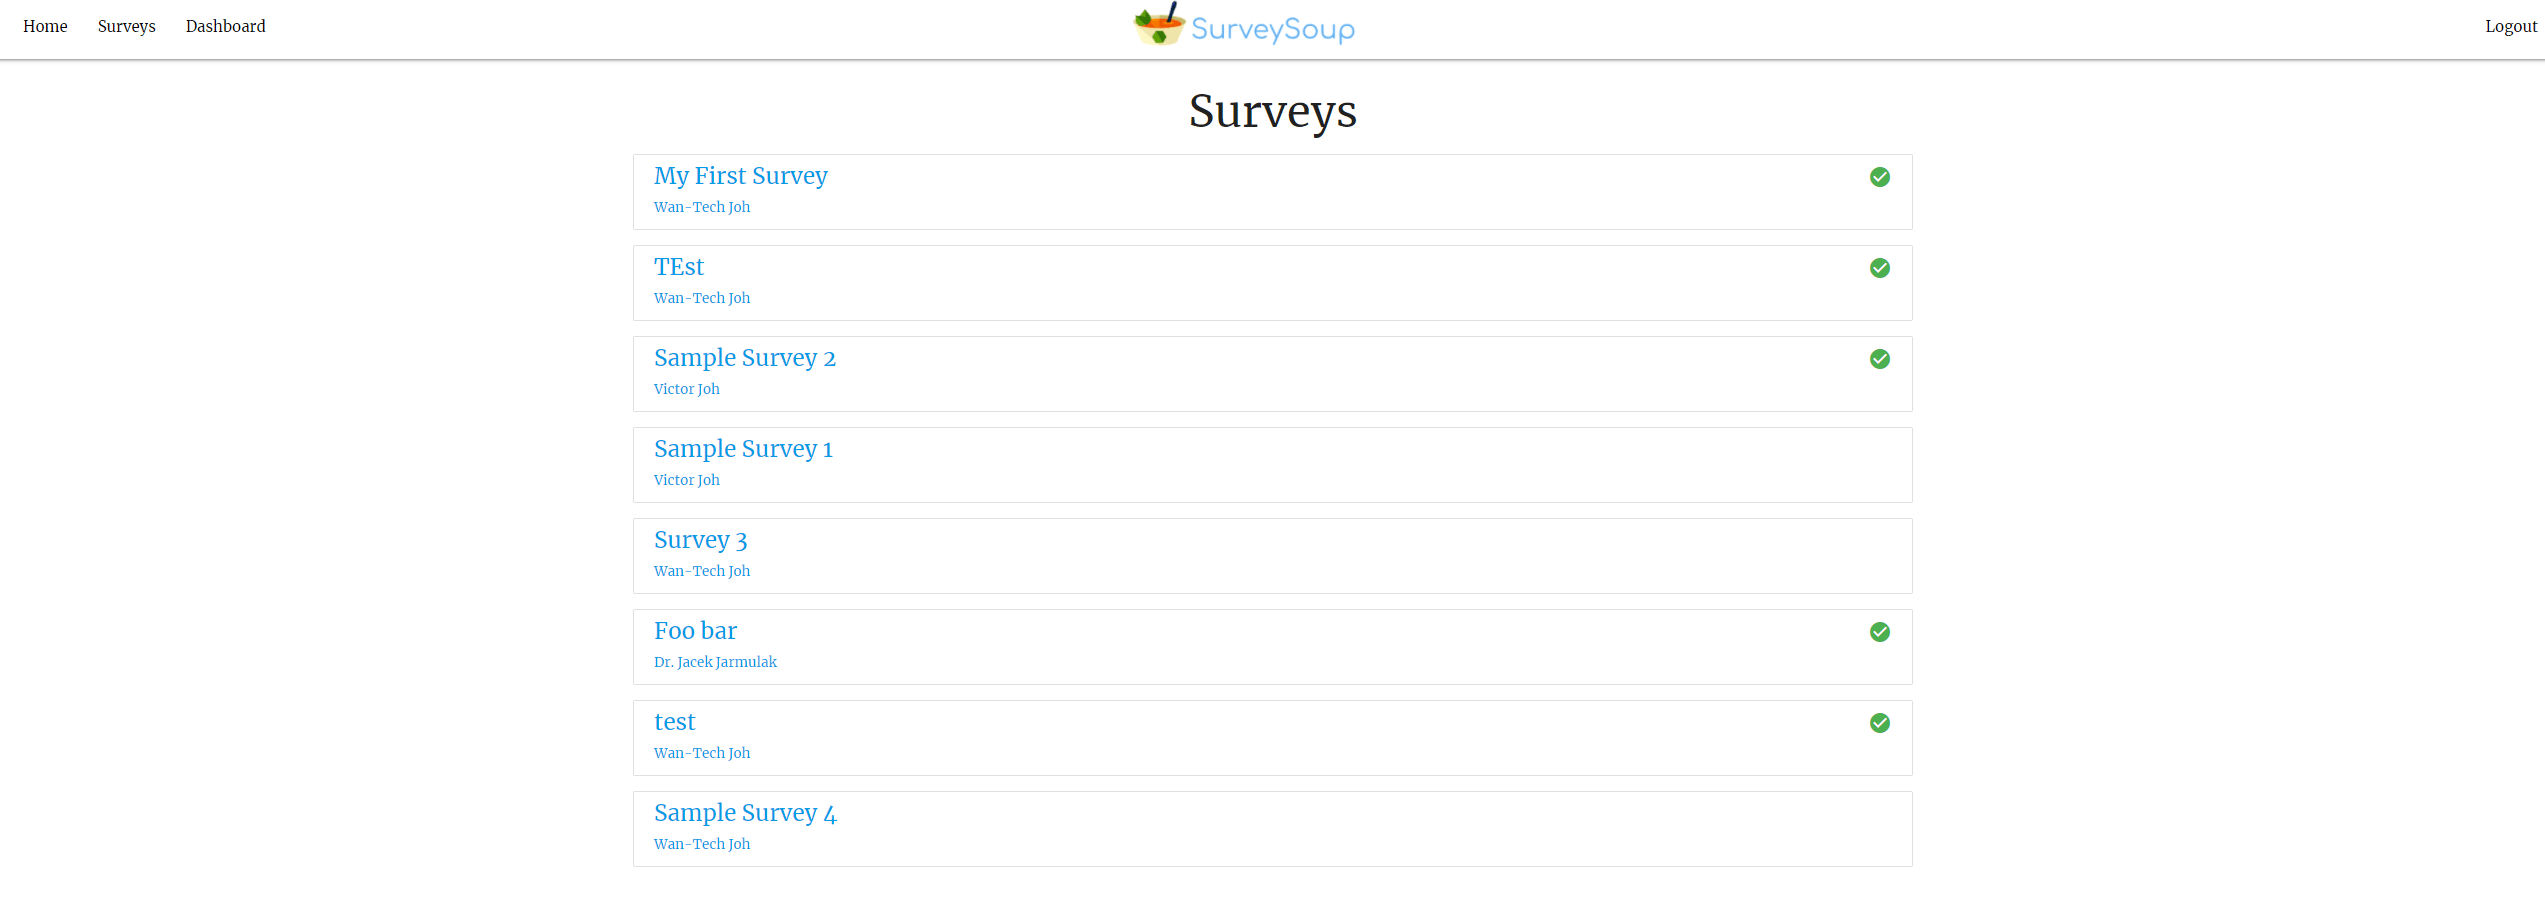 Home Surveys Dashboard SurveySoup Logout
Surveys
My First Survey
Wan-Tech Joh
TEst
Wan-Tech Joh
Sample Survey 2
Victor Joh
Sample Survey 1
Victor Joh
Survey 3
Wan-Tech Joh
Foo bar
Dr. Jacek Jarmulak
test
Wan-Tech Joh
Sample Survey 4
Wan-Tech Joh